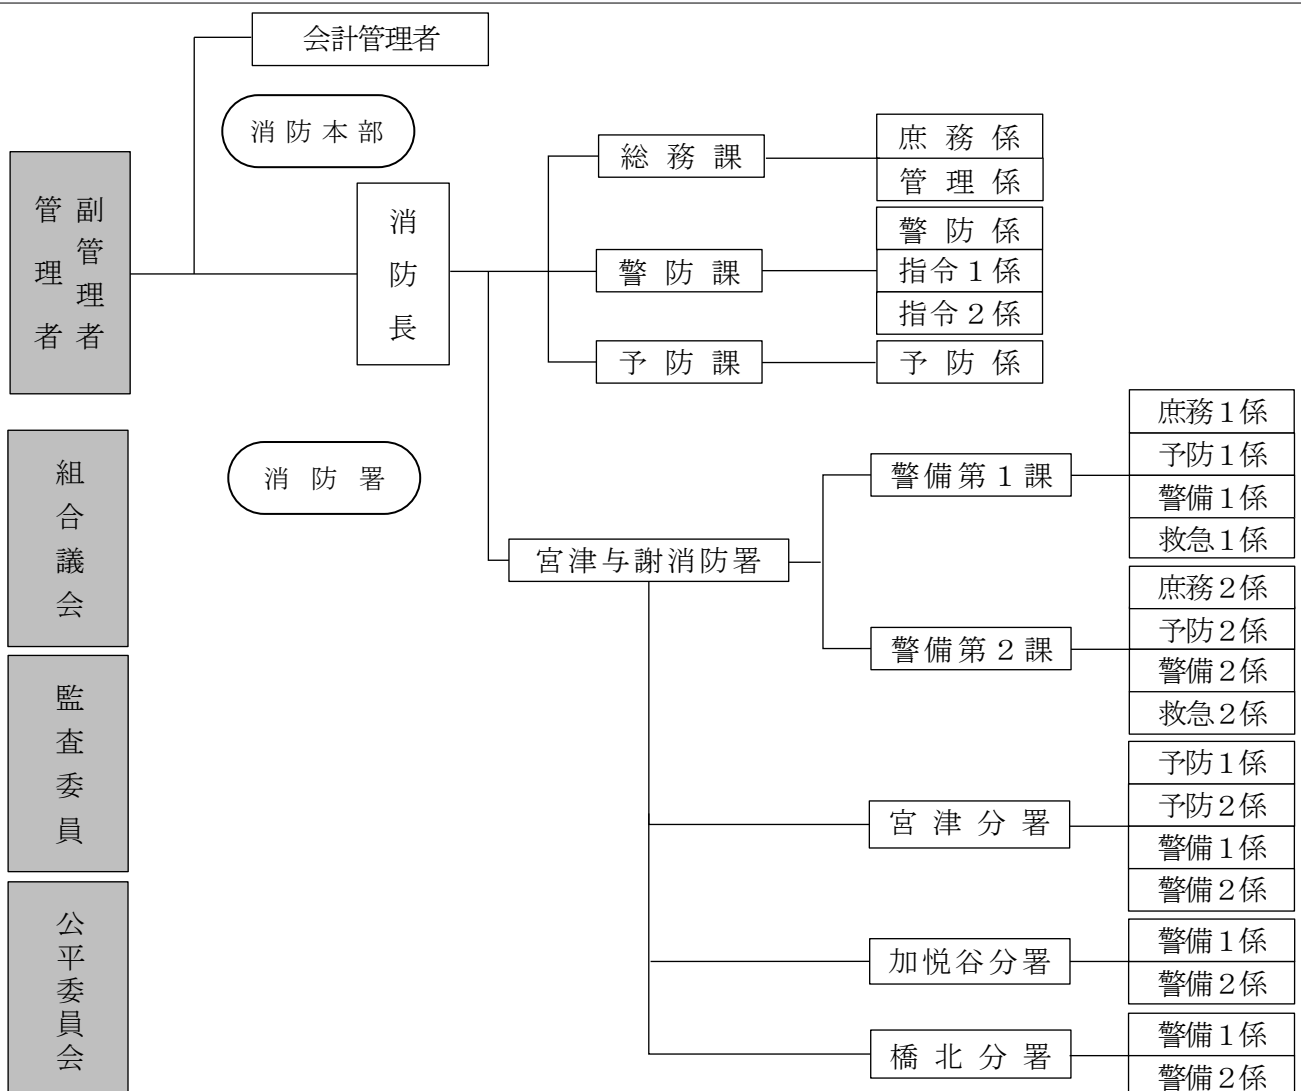 会計管理者
消防本部
管理者
副管理者
消防長
総務課
庶務係
管理係
警防課
警防係
指令１係
指令２係
予防課
予防係
組合議会
監査委員
公平委員会
消防署
宮津与謝消防署
警備第１課
庶務１係
予防１係
警備１係
救急１係
警備第２課
庶務２係
予防２係
警備２係
救急２係
宮津分署
予防１係
予防２係
警備１係
警備２係
加悦谷分署
警備１係
警備２係
橋北分署
警備１係
警備２係